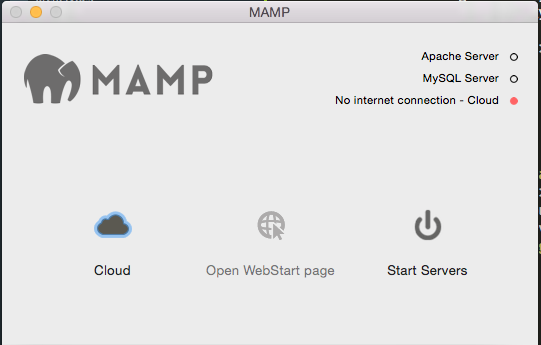 MAMP
MAMP
Apache Server
MySQL Server
No internet connection - Cloud
Cloud
Open WebStart page
Start Servers